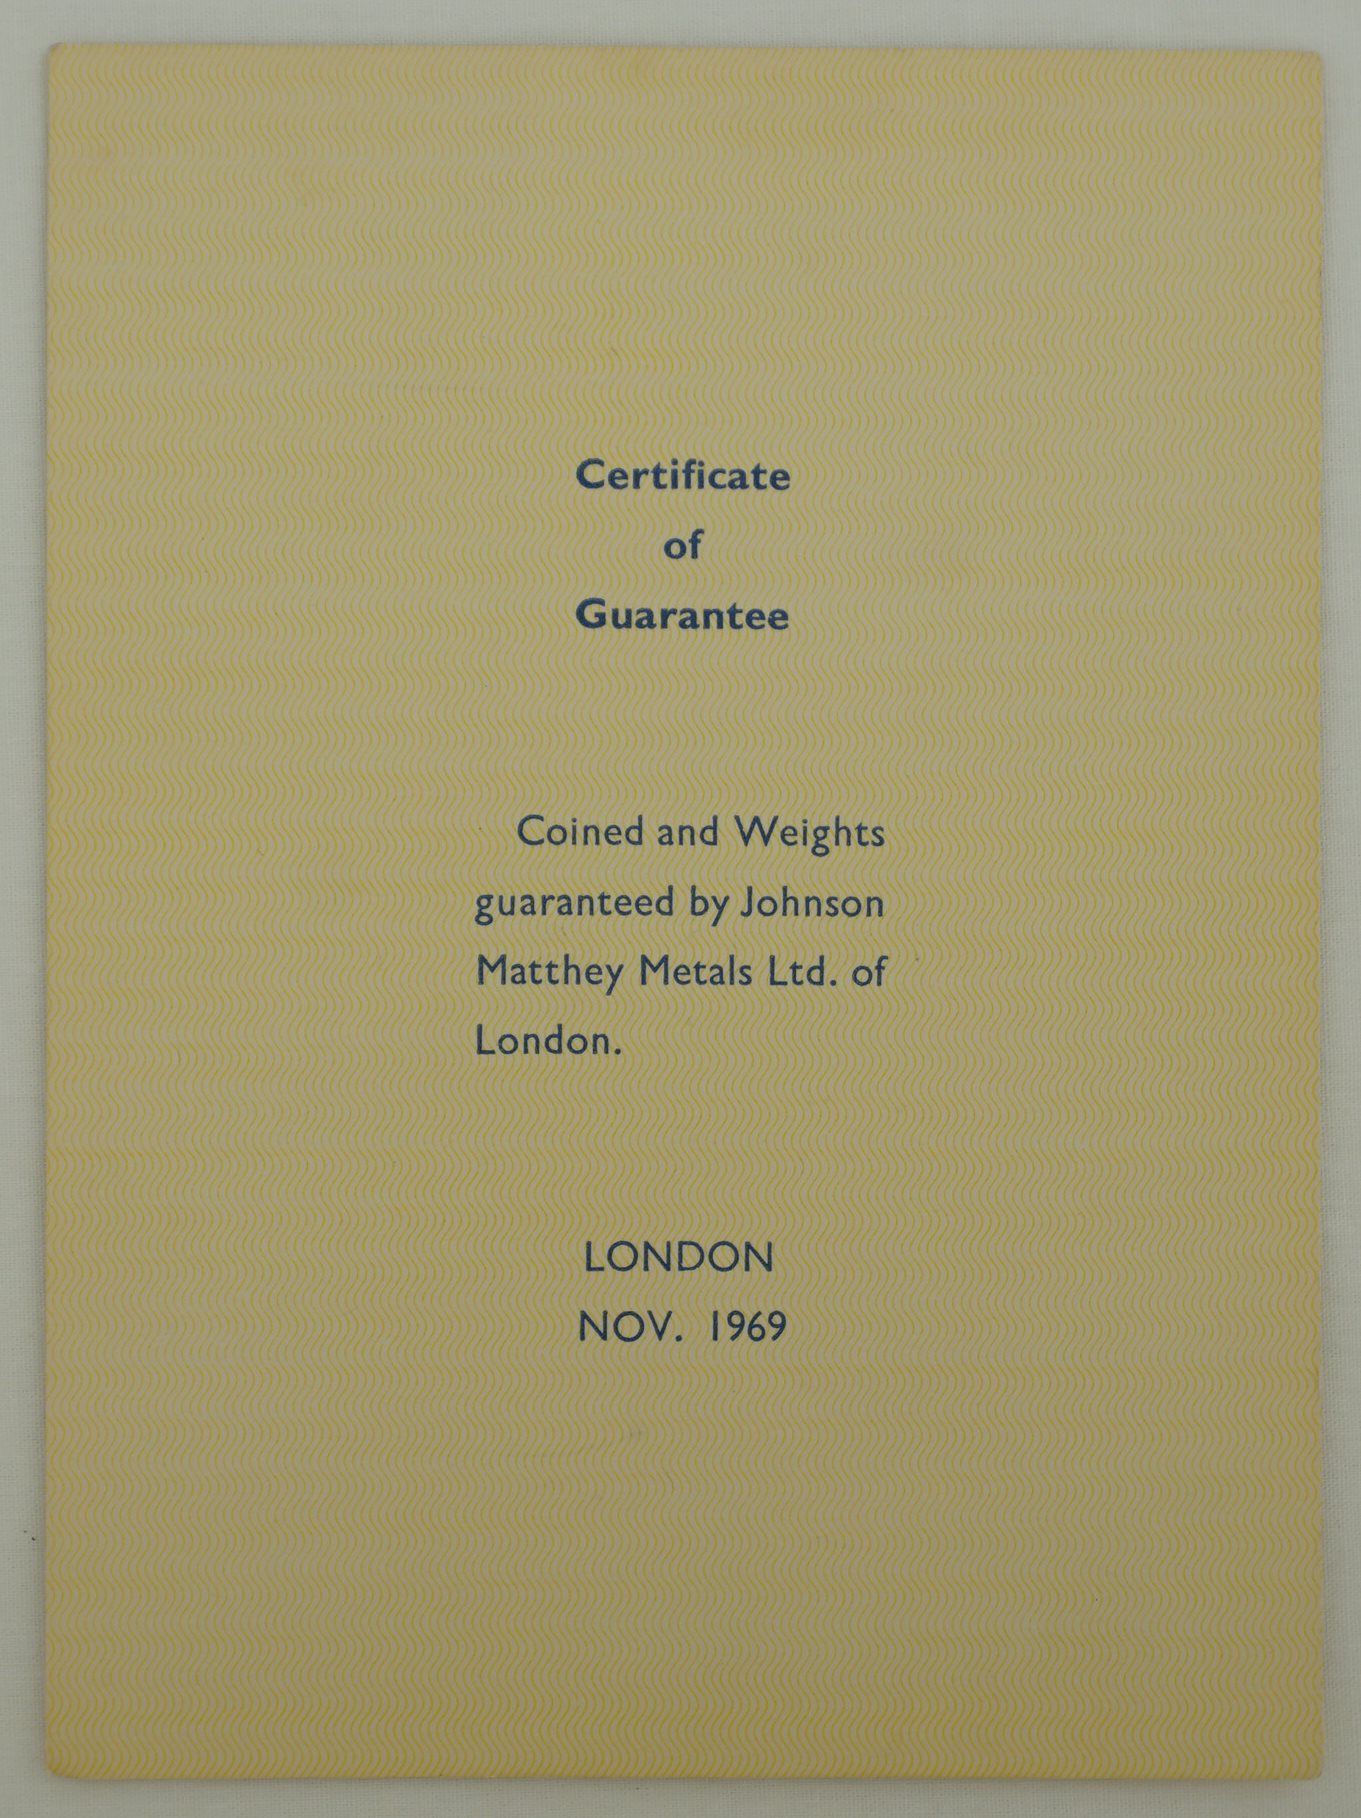 Certificate
of
Guarantee
Coined and Weights
guaranteed by Johnson
Matthey Metals Ltd. of
London.
LONDON
NOV. 1969